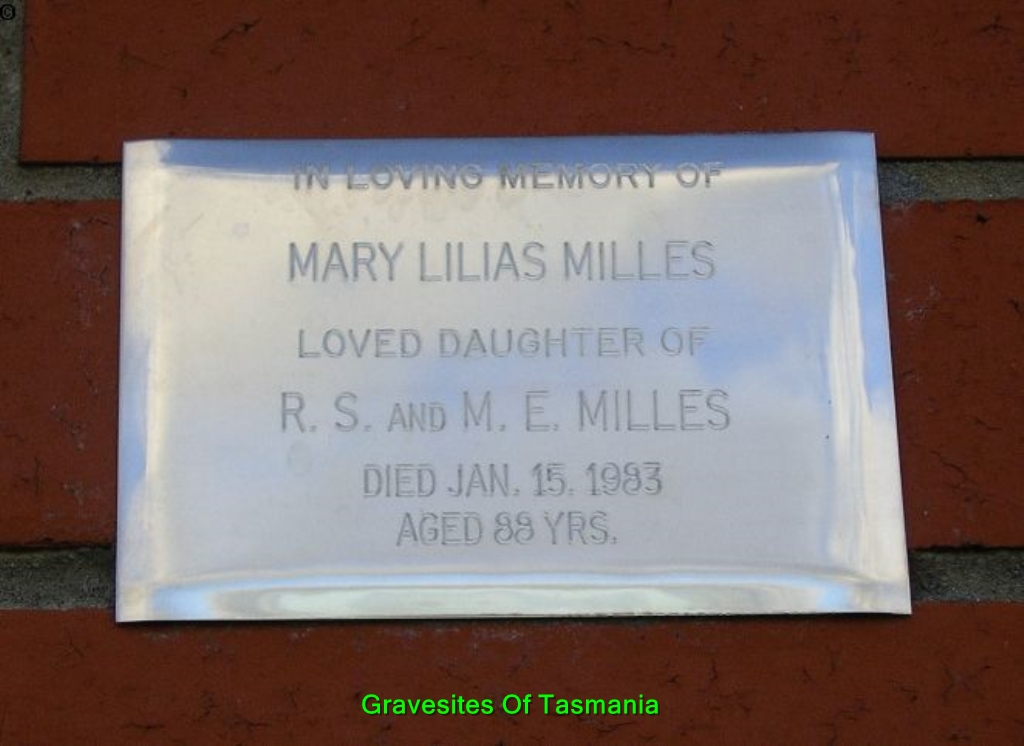 ©
IN LOVING MEMORY OF
MARY LILIAS MILLES
LOVED DAUGHTER OF
R. S. AND M. E. MILLES
DIED JAN. 15. 1983
AGED 88 YRS.
Gravesites Of Tasmania